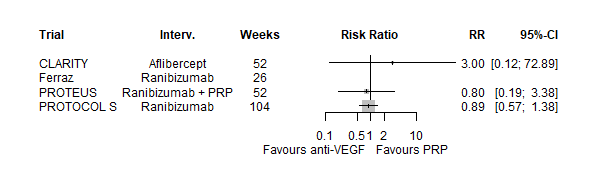 Trial Interv. Weeks Risk Ratio RR 95%-CI
CLARITY Aflibercept 52 3.00 [0.12; 72.89]
Ferraz Ranibizumab 26
PROTEUS Ranibizumab + PRP 52 0.80 [0.19; 3.38]
PROTOCOL S Ranibizumab 104 0.89 [0.57; 1.38]
0.1 0.5 1 2 10
Favours anti-VEGF Favours PRP